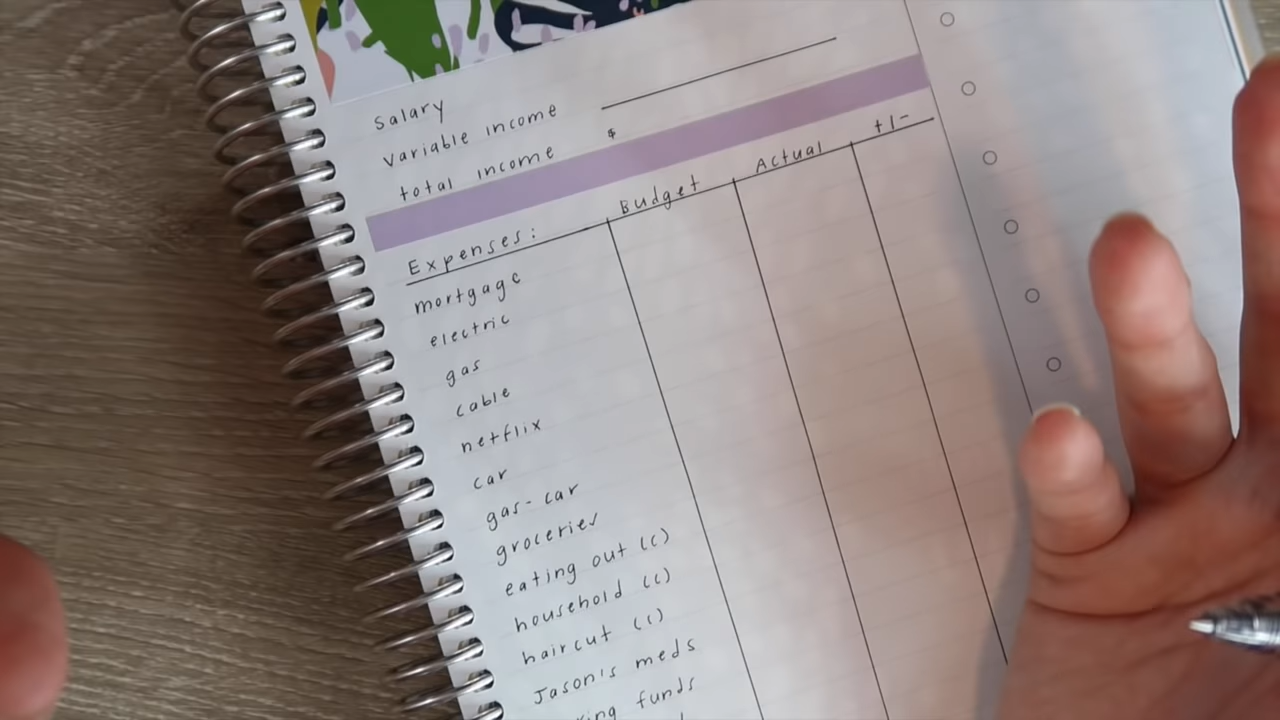 Salary
Variable income
total income $
Expenses: Budget Actual +/-
mortgage
electric
gas
cable
netflix
car
gas-car
groceries
eating out (c)
household (c)
haircut (c)
Jason's meds
funds